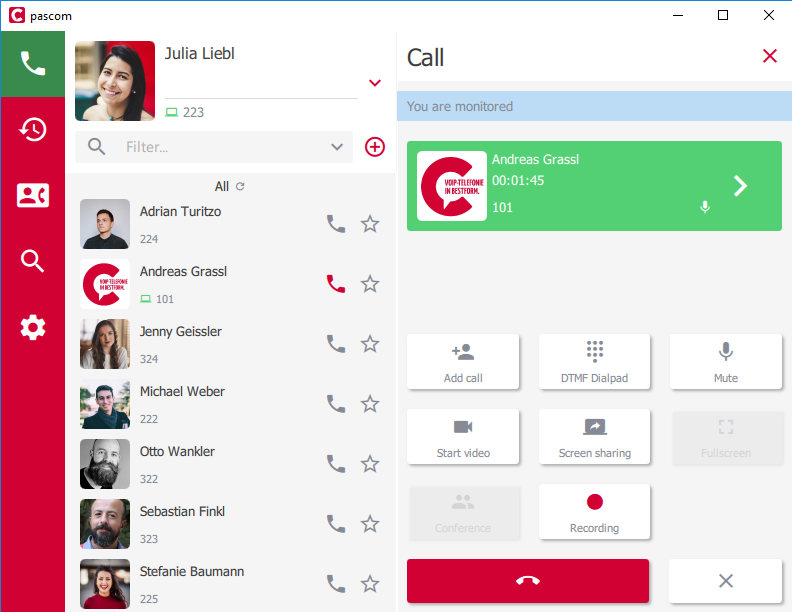 pascom
Julia Liebl
223
Filter...
All
Adrian Turitzo
224
VOIP-TELEFONE
IN BESTFORM.
Andreas Grassl
101
Jenny Geissler
324
Michael Weber
222
Otto Wankler
322
Sebastian Finkl
323
Stefanie Baumann
225
Call
You are monitored
VOIP-TELEFONE
IN BESTFORM.
Andreas Grassl
00:01:45
101
Add call
DTMF Dialpad
Mute
Start video
Screen sharing
Fullscreen
Conference
Recording